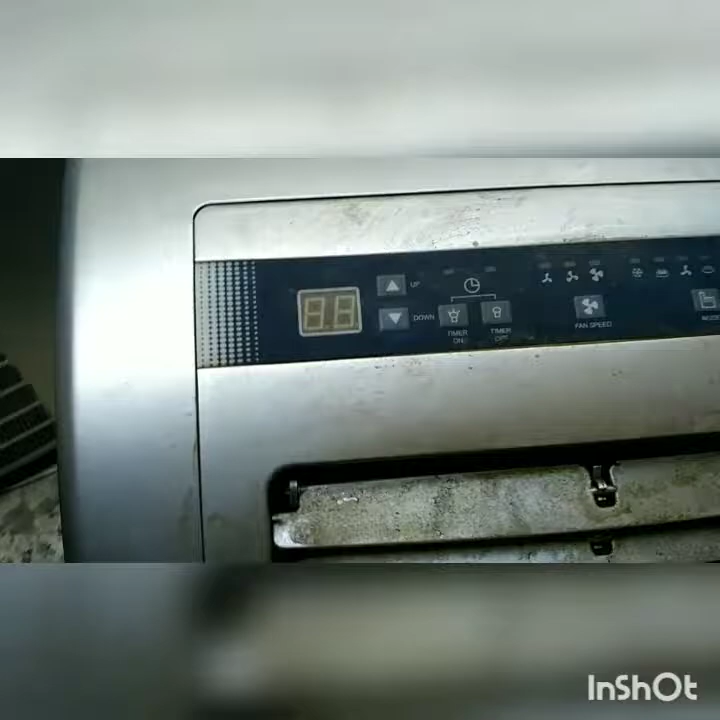 UP
DOWN
TIMER
ON
TIMER
OFF
FAN SPEED
InShOt